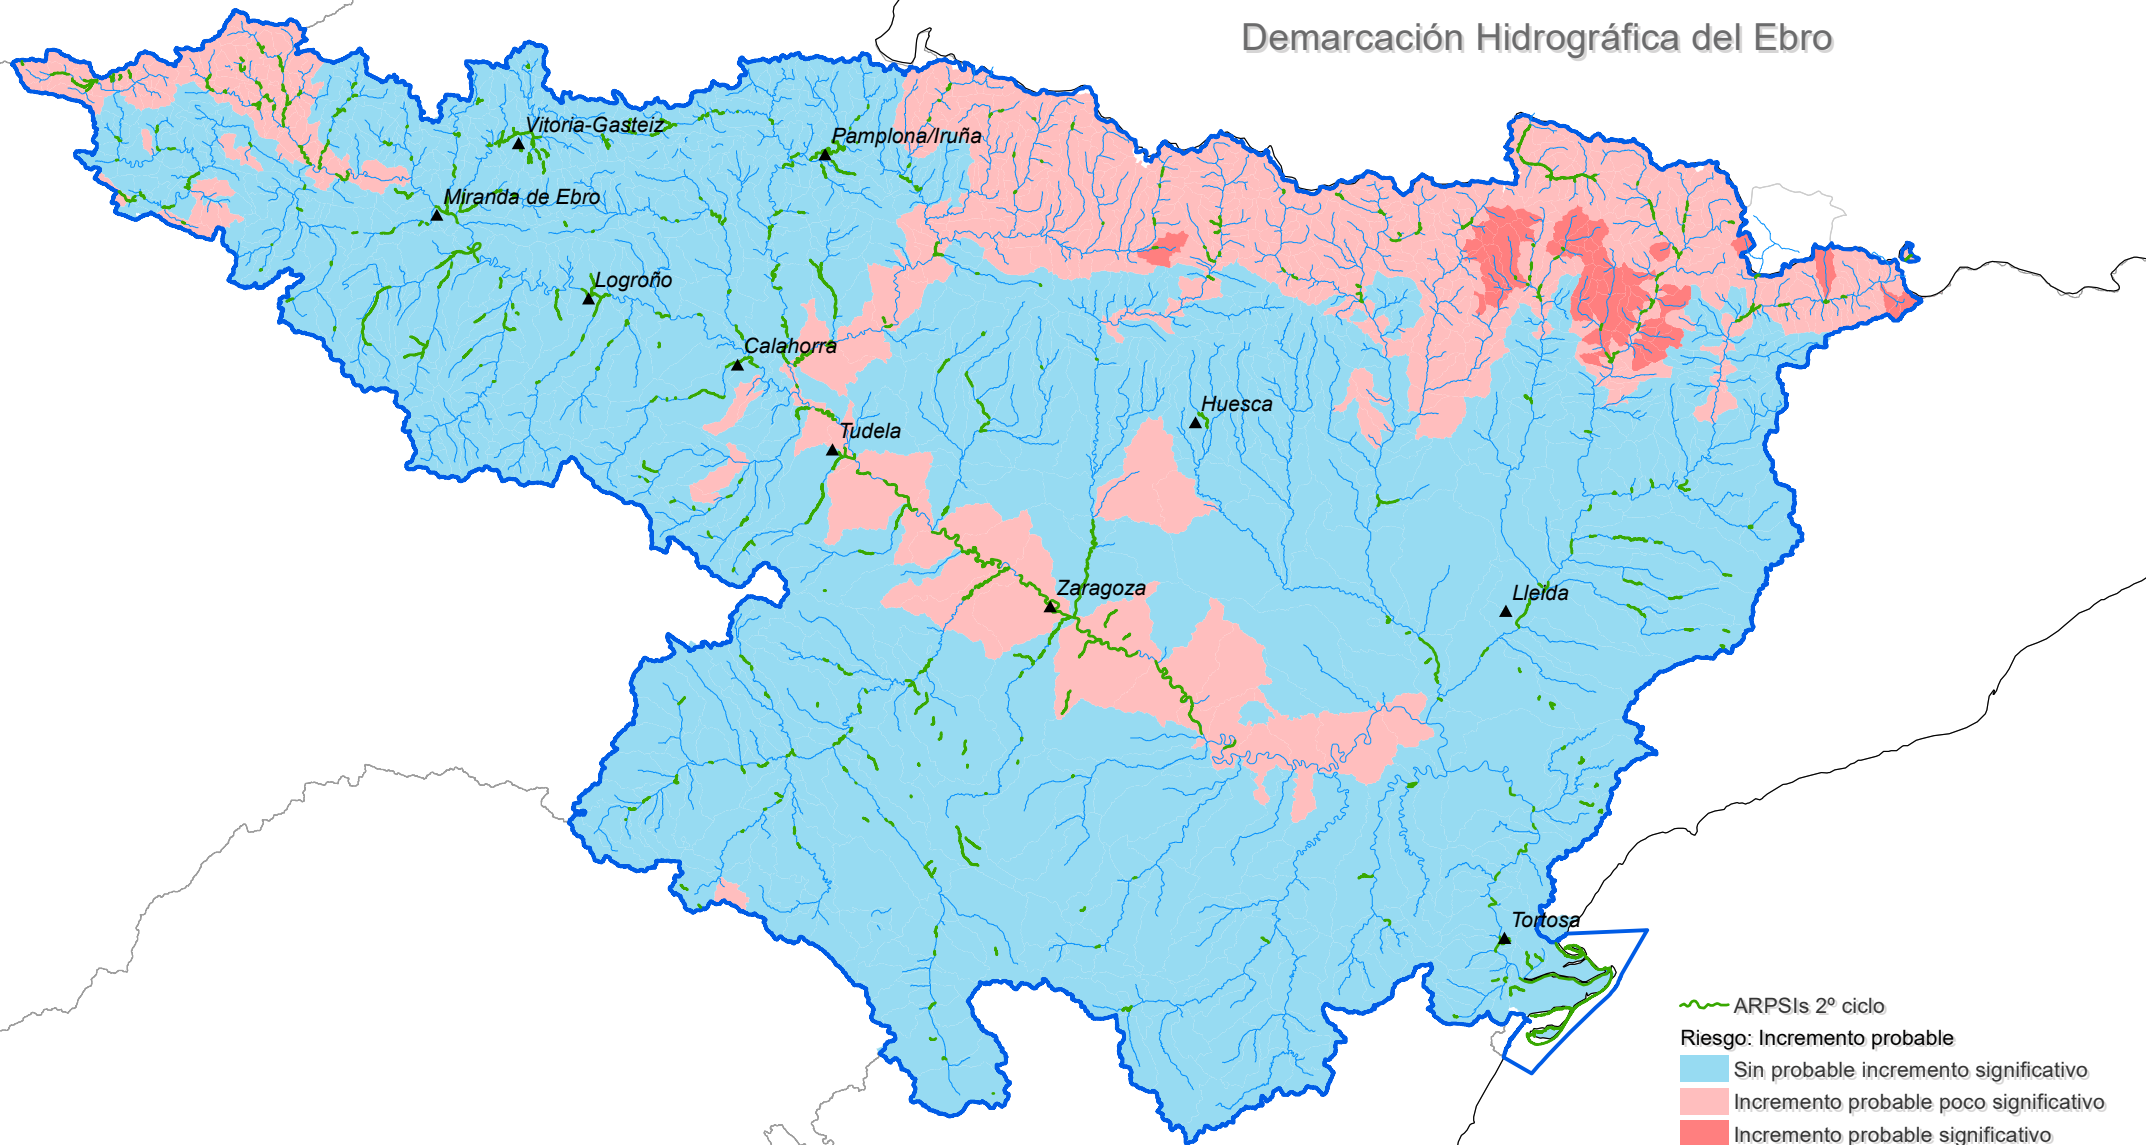 Demarcación Hidrográfica del Ebro
Vitoria-Gasteiz
Pamplona/Iruña
Miranda de Ebro
Logroño
Calahorra
Huesca
Tudela
Zaragoza
Lleida
Tortosa
ARPSIs 2º ciclo
Riesgo: Incremento probable
Sin probable incremento significativo
Incremento probable poco significativo
Incremento probable significativo